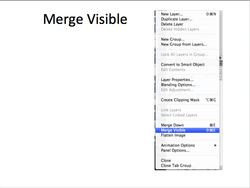 Merge Visible
New Layer... ⇧⌘N
Duplicate Layer...
Delete Layer
Delete Hidden Layers
New Group...
New Group from Layers...
Lock All Layers in Group...
Convert to Smart Object
Edit Contents
Layer Properties...
Blending Options...
Edit Adjustment...
Create Clipping Mask ⌥⌘G
Link Layers
Select Linked Layers
Merge Down ⌘E
Merge Visible ⇧⌘E
Flatten Image
Animation Options
Panel Options...
Close
Close Tab Group